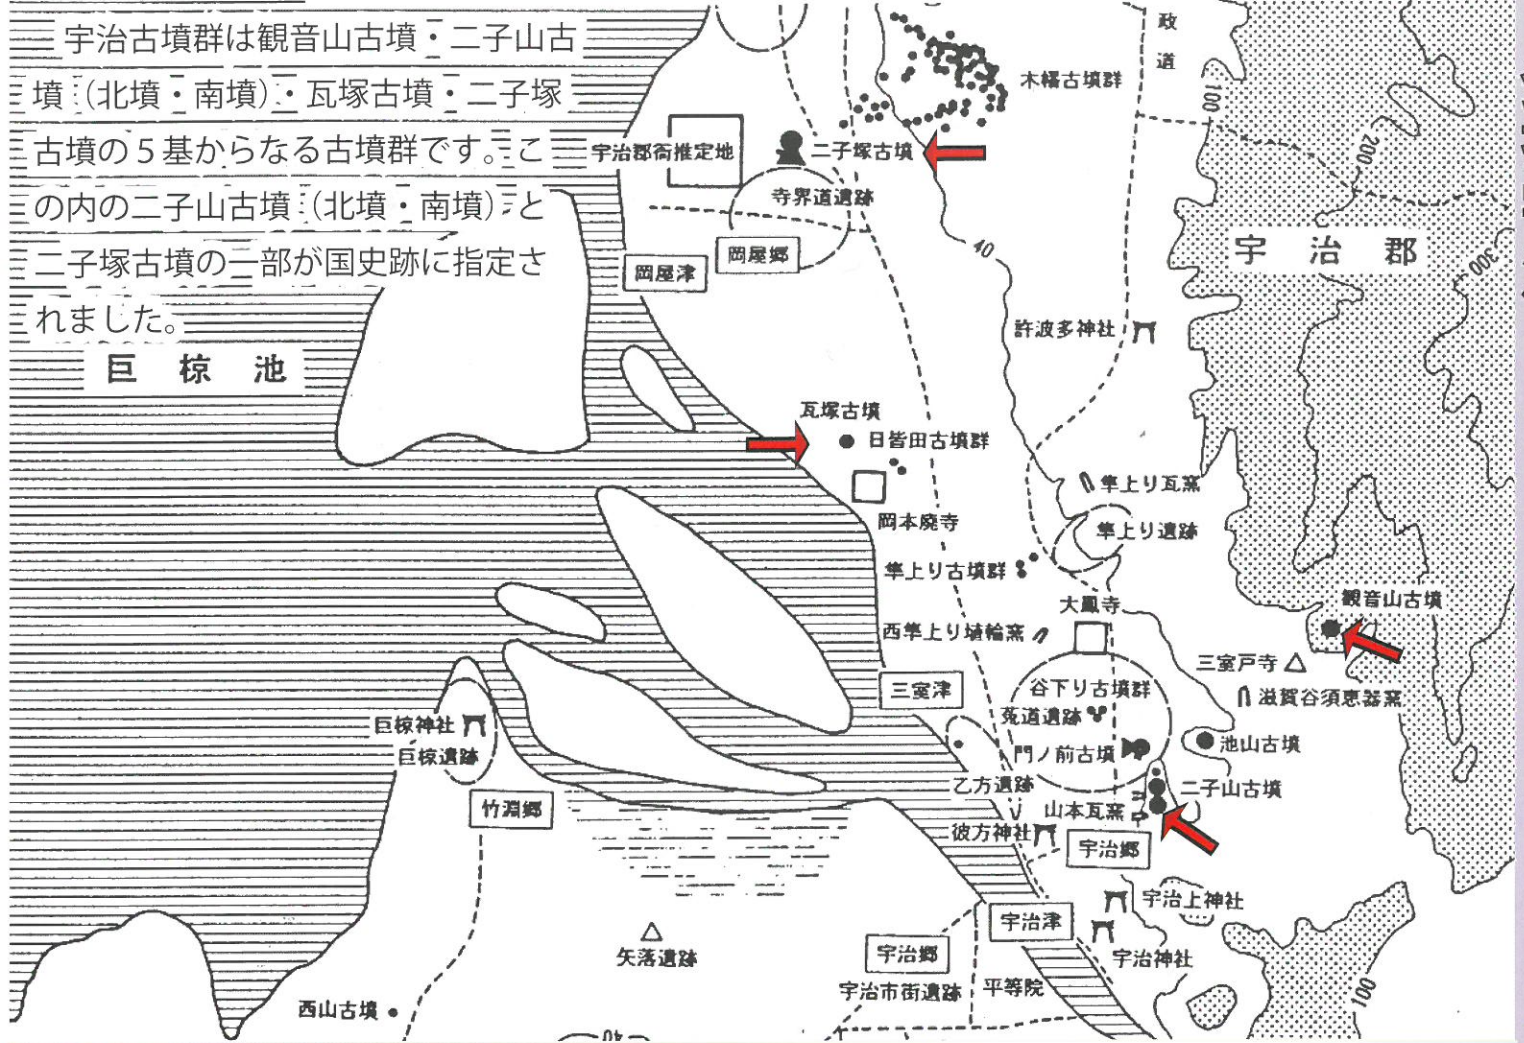 宇治古墳群は観音山古墳・二子山古
墳（北墳・南墳）・瓦塚古墳・二子塚
古墳の５基からなる古墳群です。こ
の内の二子山古墳（北墳・南墳）と
二子塚古墳の一部が国史跡に指定さ
れました。
政
道
木幡古墳群
100
200
宇治郡衙推定地
二子塚古墳
寺界道遺跡
岡屋郷
岡屋津
40
宇治郡
300
許波多神社
巨椋池
瓦塚古墳
日皆田古墳群
隼上り瓦窯
岡本廃寺
隼上り遺跡
隼上り古墳群
大鳳寺
観音山古墳
西隼上り埴輪窯
三室戸寺
三室津
谷下り古墳群
滋賀谷須恵器窯
莵道遺跡
巨椋神社
巨椋遺跡
門ノ前古墳
池山古墳
乙方遺跡
二子山古墳
竹淵郷
山本瓦窯
彼方神社
宇治郷
宇治上神社
宇治津
矢落遺跡
宇治郷
宇治神社
宇治市街遺跡
平等院
100
西山古墳
40